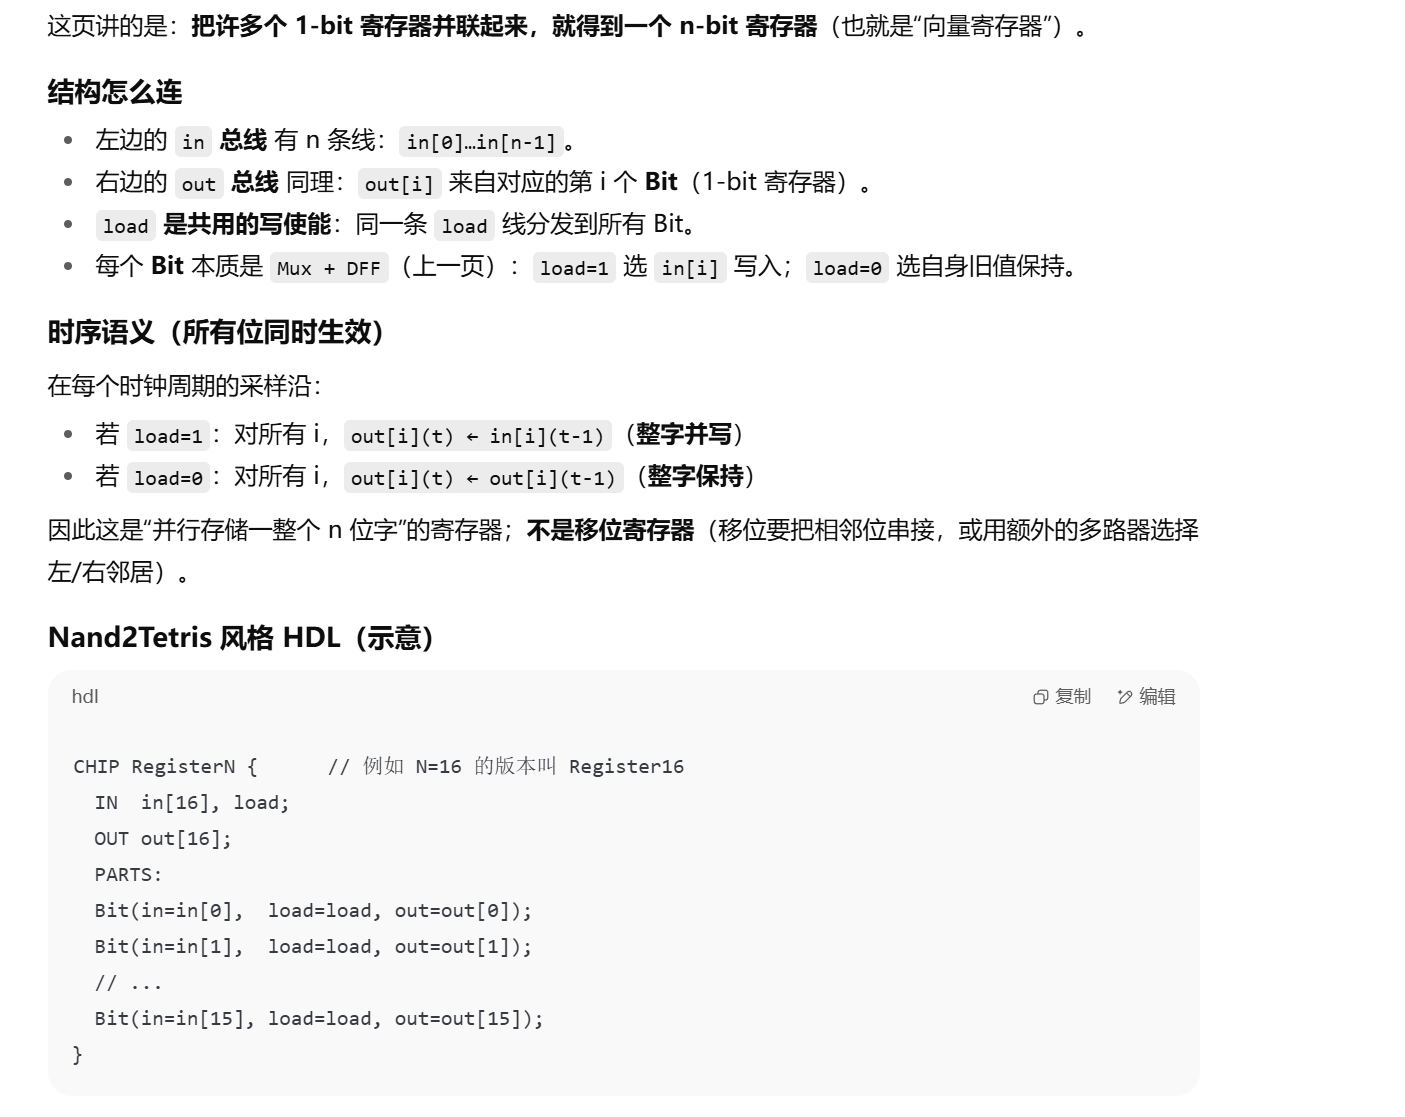 这页讲的是：把许多个 1-bit 寄存器并联起来，就得到一个 n-bit 寄存器（也就是“向量寄存器”）。
结构怎么连
左边的 in 总线 有 n 条线：in[0]…in[n-1]。
右边的 out 总线 同理：out[i] 来自对应的第 i 个 Bit（1-bit 寄存器）。
load 是共用的写使能：同一条 load 线分发到所有 Bit。
每个 Bit 本质是 Mux + DFF（上一页）：load=1 选 in[i] 写入；load=0 选自身旧值保持。
时序语义（所有位同时生效）
在每个时钟周期的采样沿：
若 load=1：对所有 i，out[i](t) ← in[i](t-1)（整字并写）
若 load=0：对所有 i，out[i](t) ← out[i](t-1)（整字保持）
因此这是“并行存储一整个 n 位字”的寄存器；不是移位寄存器（移位要把相邻位串接，或用额外的多路器选择
左/右邻居）。
Nand2Tetris 风格 HDL（示意）
hdl 复制 编辑
CHIP RegisterN {      // 例如 N=16 的版本叫 Register16
  IN  in[16], load;
  OUT out[16];
  PARTS:
  Bit(in=in[0],  load=load, out=out[0]);
  Bit(in=in[1],  load=load, out=out[1]);
  // ...
  Bit(in=in[15], load=load, out=out[15]);
}